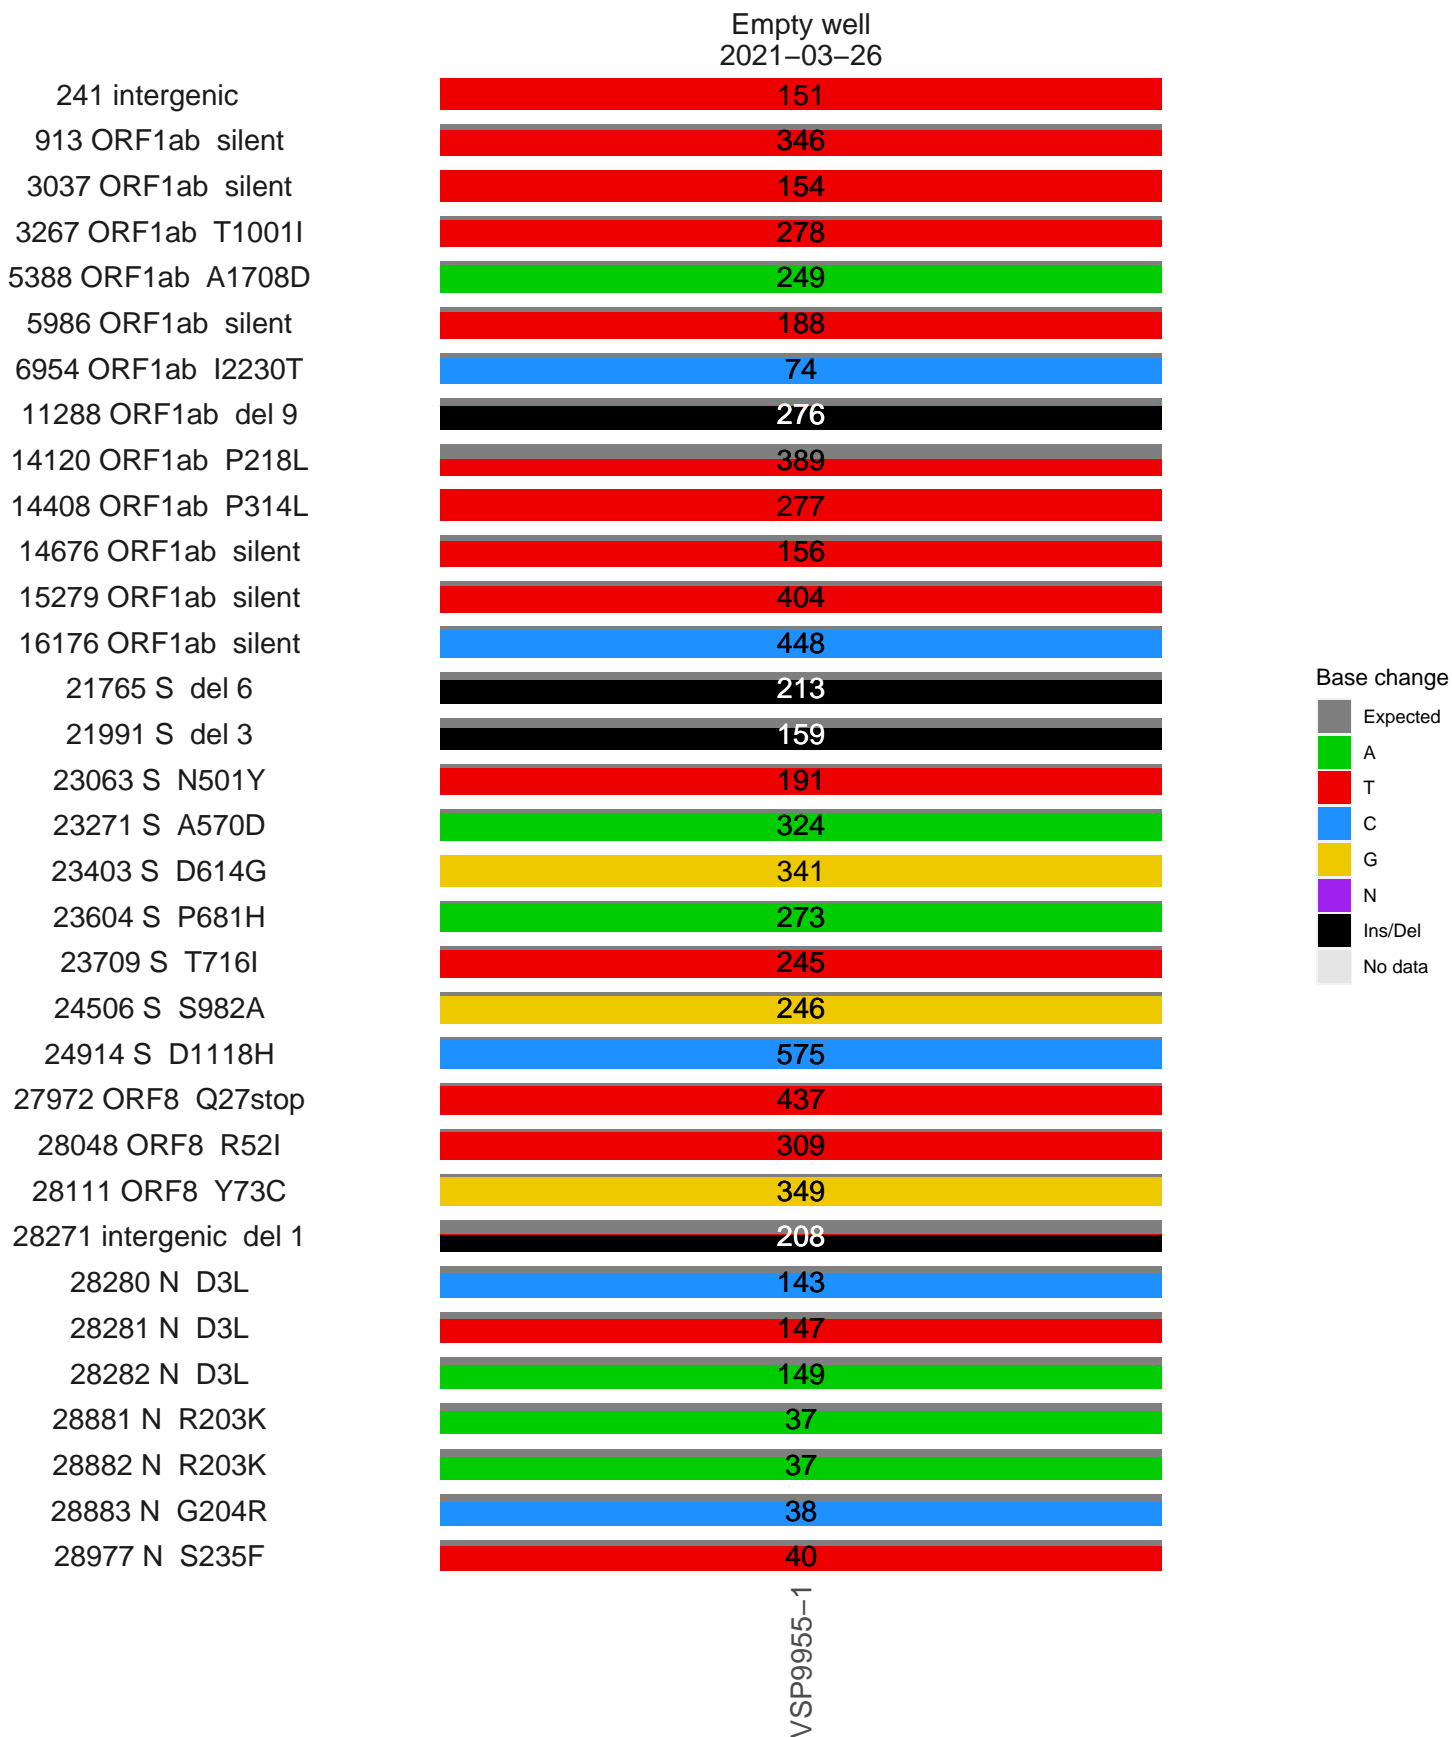 Empty well
2021−03−26
241 intergenic 151
913 ORF1ab silent 346
3037 ORF1ab silent 154
3267 ORF1ab T1001I 278
5388 ORF1ab A1708D 249
5986 ORF1ab silent 188
6954 ORF1ab I2230T 74
11288 ORF1ab del 9 276
14120 ORF1ab P218L 389
14408 ORF1ab P314L 277
14676 ORF1ab silent 156
15279 ORF1ab silent 404
16176 ORF1ab silent 448
21765 S del 6 213
21991 S del 3 159
23063 S N501Y 191
23271 S A570D 324
23403 S D614G 341
23604 S P681H 273
23709 S T716I 245
24506 S S982A 246
24914 S D1118H 575
27972 ORF8 Q27stop 437
28048 ORF8 R52I 309
28111 ORF8 Y73C 349
28271 intergenic del 1 208
28280 N D3L 143
28281 N D3L 147
28282 N D3L 149
28881 N R203K 37
28882 N R203K 37
28883 N G204R 38
28977 N S235F 40
VSP9955−1
Base change
Expected
A
T
C
G
N
Ins/Del
No data